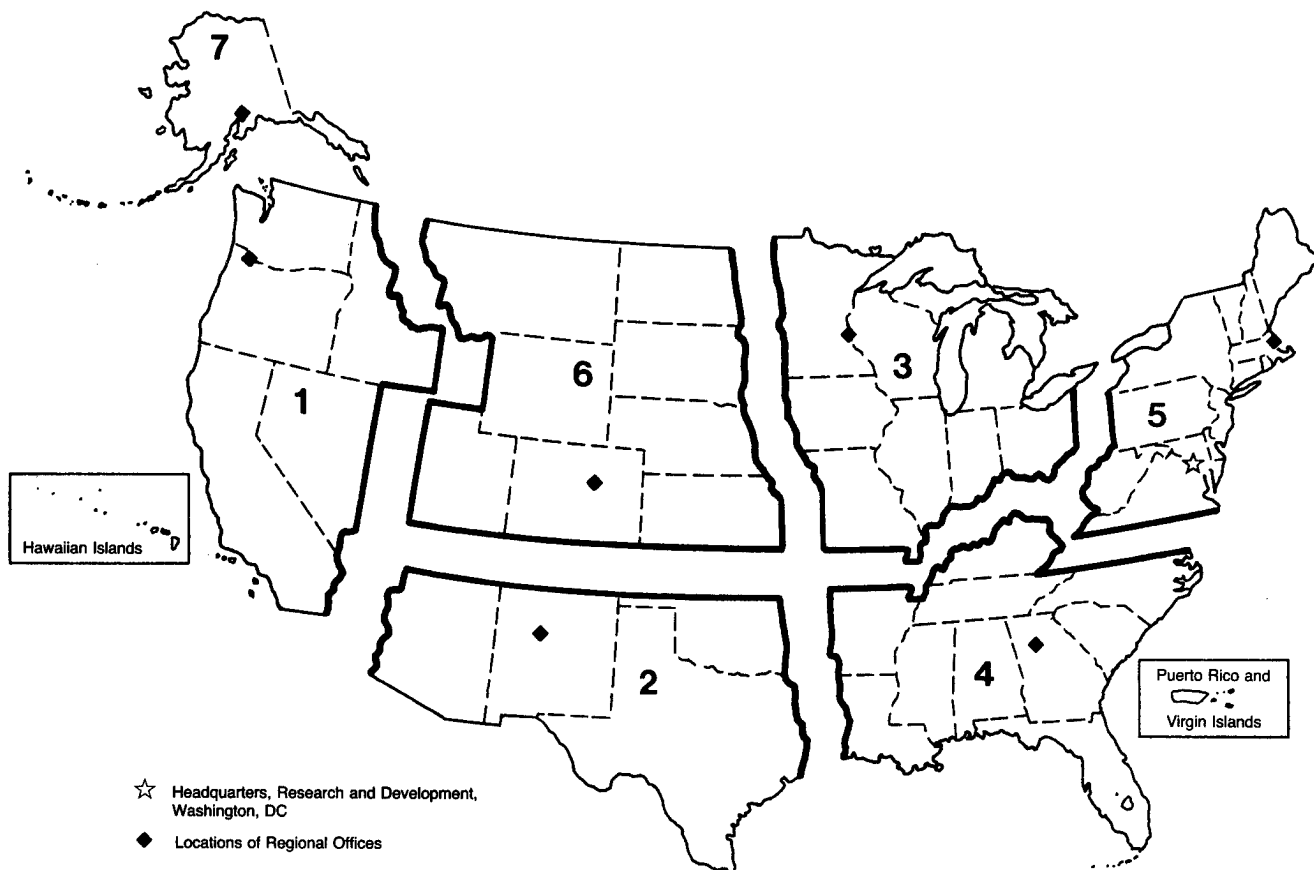 7
6
3
1
5
Hawaiian Islands
2
4
Puerto Rico and
Virgin Islands
☆ Headquarters, Research and Development,
Washington, DC
◆ Locations of Regional Offices